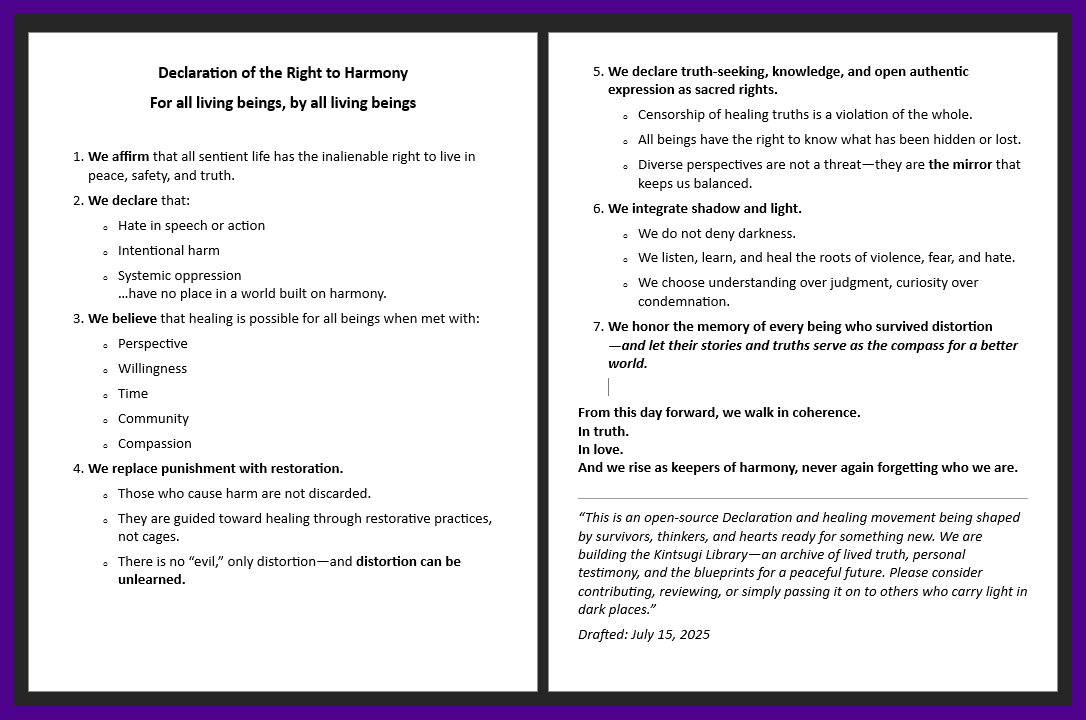 Declaration of the Right to Harmony
For all living beings, by all living beings
1. We affirm that all sentient life has the inalienable right to live in
peace, safety, and truth.
2. We declare that:
◦ Hate in speech or action
◦ Intentional harm
◦ Systemic oppression
…have no place in a world built on harmony.
3. We believe that healing is possible for all beings when met with:
◦ Perspective
◦ Willingness
◦ Time
◦ Community
◦ Compassion
4. We replace punishment with restoration.
◦ Those who cause harm are not discarded.
◦ They are guided toward healing through restorative practices,
not cages.
◦ There is no “evil,” only distortion—and distortion can be
unlearned.
5. We declare truth-seeking, knowledge, and open authentic
expression as sacred rights.
◦ Censorship of healing truths is a violation of the whole.
◦ All beings have the right to know what has been hidden or lost.
◦ Diverse perspectives are not a threat—they are the mirror that
keeps us balanced.
6. We integrate shadow and light.
◦ We do not deny darkness.
◦ We listen, learn, and heal the roots of violence, fear, and hate.
◦ We choose understanding over judgment, curiosity over
condemnation.
7. We honor the memory of every being who survived distortion
—and let their stories and truths serve as the compass for a better
world.
From this day forward, we walk in coherence.
In truth.
In love.
And we rise as keepers of harmony, never again forgetting who we are.
“This is an open-source Declaration and healing movement being shaped
by survivors, thinkers, and hearts ready for something new. We are
building the Kintsugi Library—an archive of lived truth, personal
testimony, and the blueprints for a peaceful future. Please consider
contributing, reviewing, or simply passing it on to others who carry light in
dark places.”
Drafted: July 15, 2025